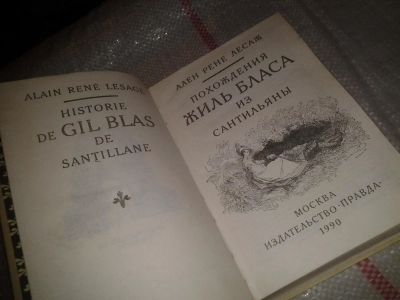 ALAIN RENÉ LESAGE
HISTORIE
DE GIL BLAS
DE
SANTILLANE
АЛЕН РЕНЕ ЛЕСАЖ
ПОХОЖДЕНИЯ
ЖИЛЬ БЛАСА
ИЗ
САНТИЛЬЯНЫ
МОСКВА
ИЗДАТЕЛЬСТВО «ПРАВДА»
1990